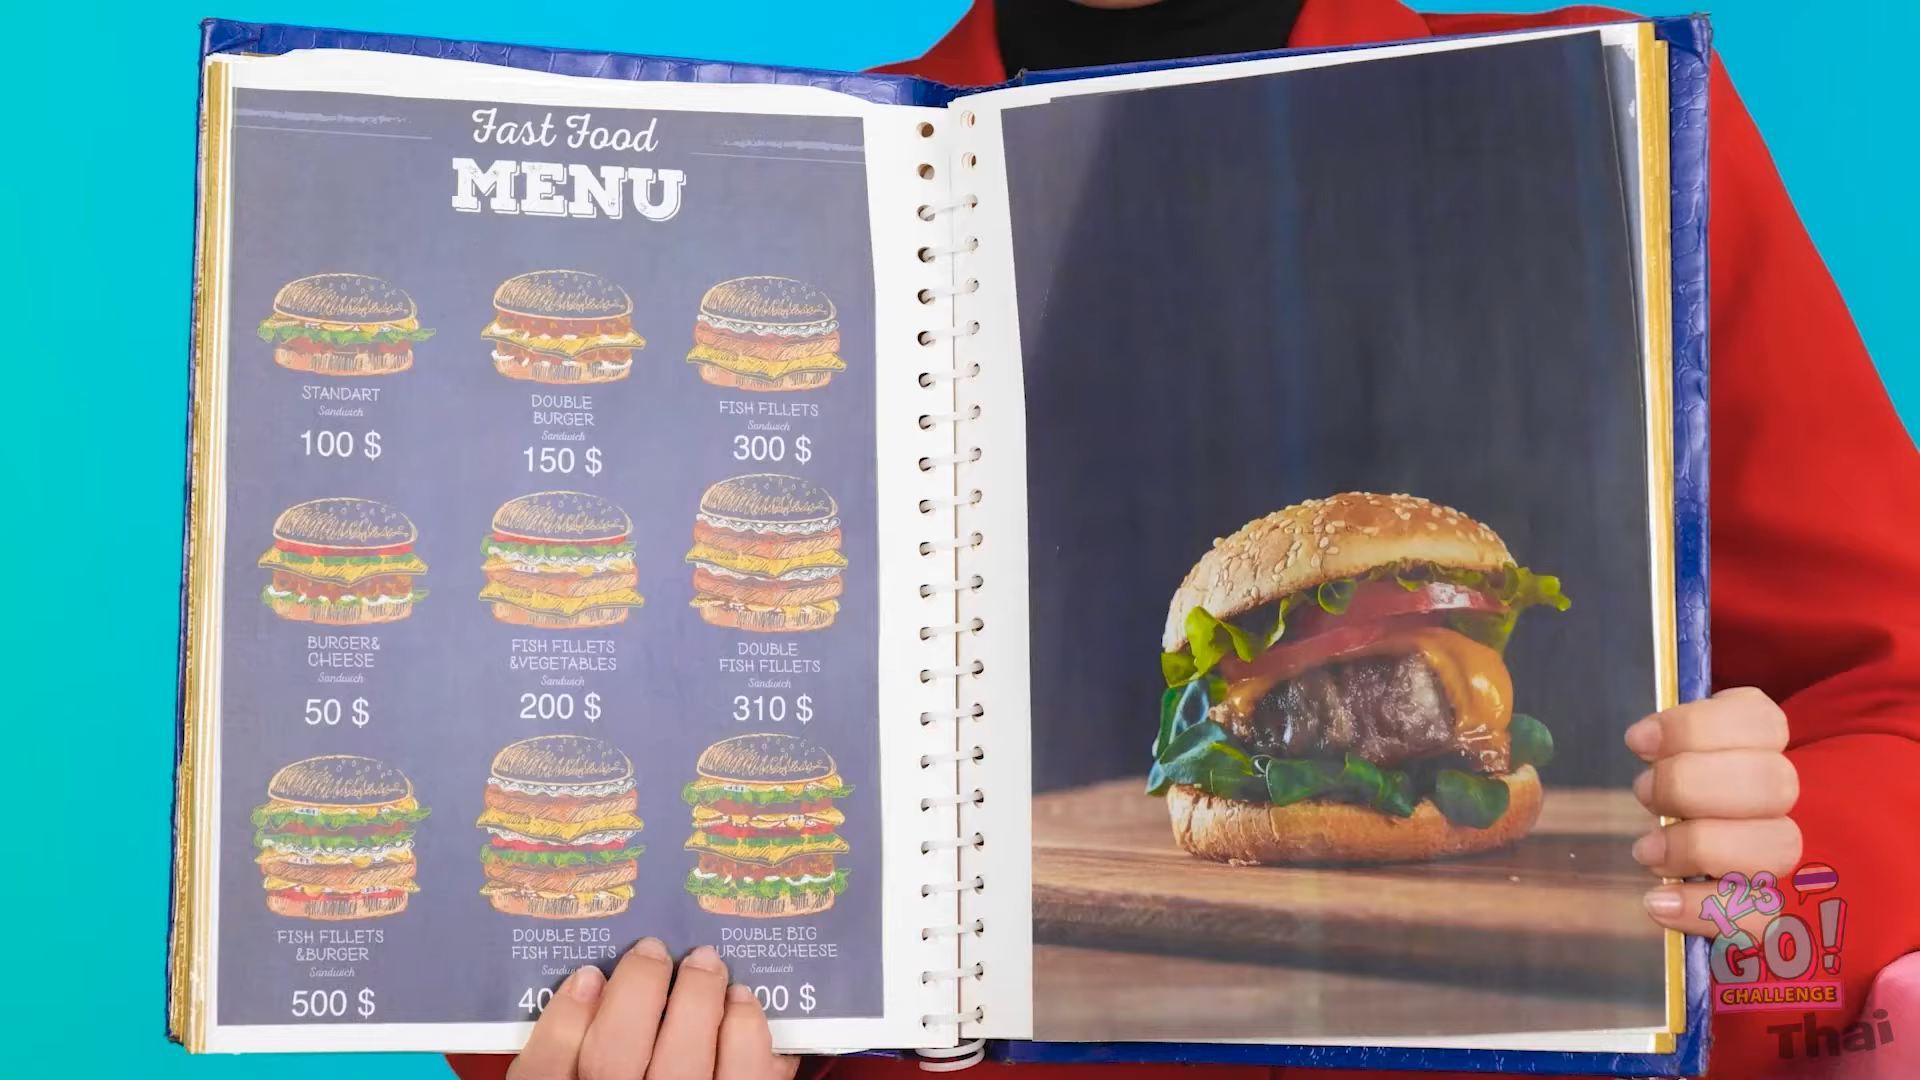 Fast Food
MENU
STANDART
Sandwich
100 $
DOUBLE
BURGER
Sandwich
150 $
FISH FILLETS
Sandwich
300 $
BURGER&
CHEESE
Sandwich
50 $
FISH FILLETS
&VEGETABLES
Sandwich
200 $
DOUBLE
FISH FILLETS
Sandwich
310 $
FISH FILLETS
&BURGER
Sandwich
500 $
DOUBLE BIG
FISH FILLETS
DOUBLE BIG
Sandwich
123
GO!
CHALLENGE
Thai